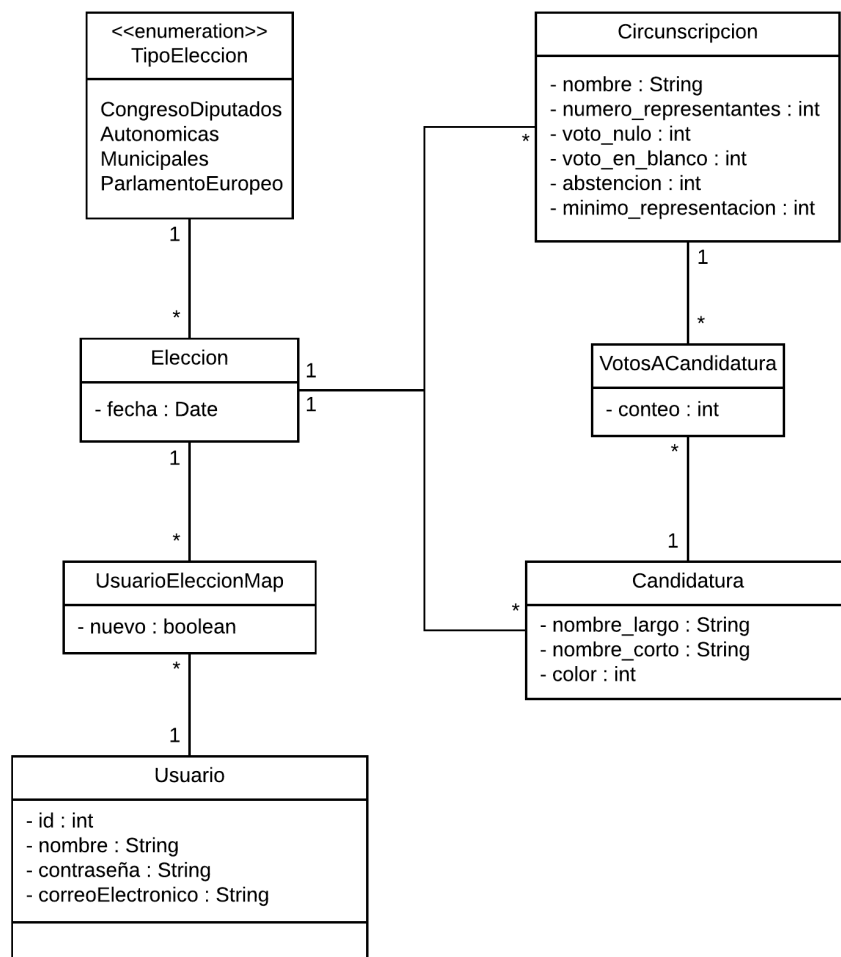 <<enumeration>>
TipoEleccion
CongresoDiputados
Autonomicas
Municipales
ParlamentoEuropeo
1
*
Eleccion
- fecha : Date
1
1
1
*
UsuarioEleccionMap
- nuevo : boolean
*
1
Usuario
- id : int
- nombre : String
- contraseña : String
- correoElectronico : String
Circunscripcion
- nombre : String
- numero_representantes : int
- voto_nulo : int
- voto_en_blanco : int
- abstencion : int
- minimo_representacion : int
*
1
*
VotosACandidatura
- conteo : int
*
1
*
Candidatura
- nombre_largo : String
- nombre_corto : String
- color : int